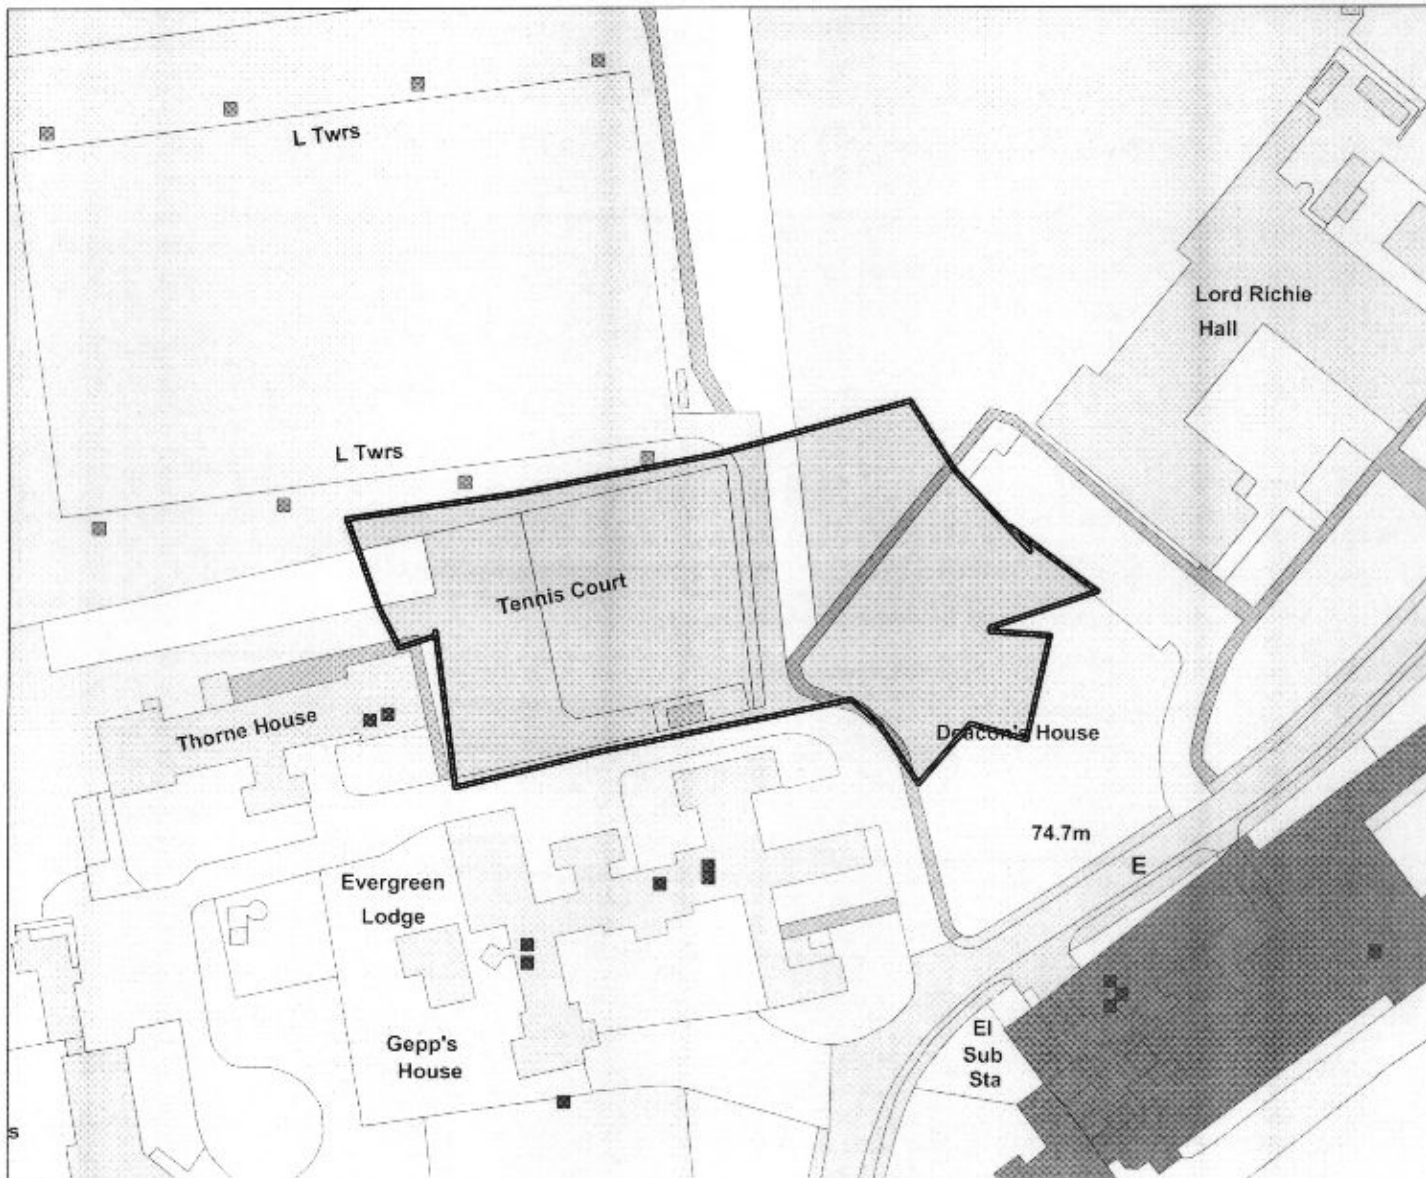 L Twrs
Lord Richie
Hall
L Twrs
Tennis Court
Thorne House
Deacon's House
74.7m
E
Evergreen
Lodge
Gepp's
House
El
Sub
Sta
s